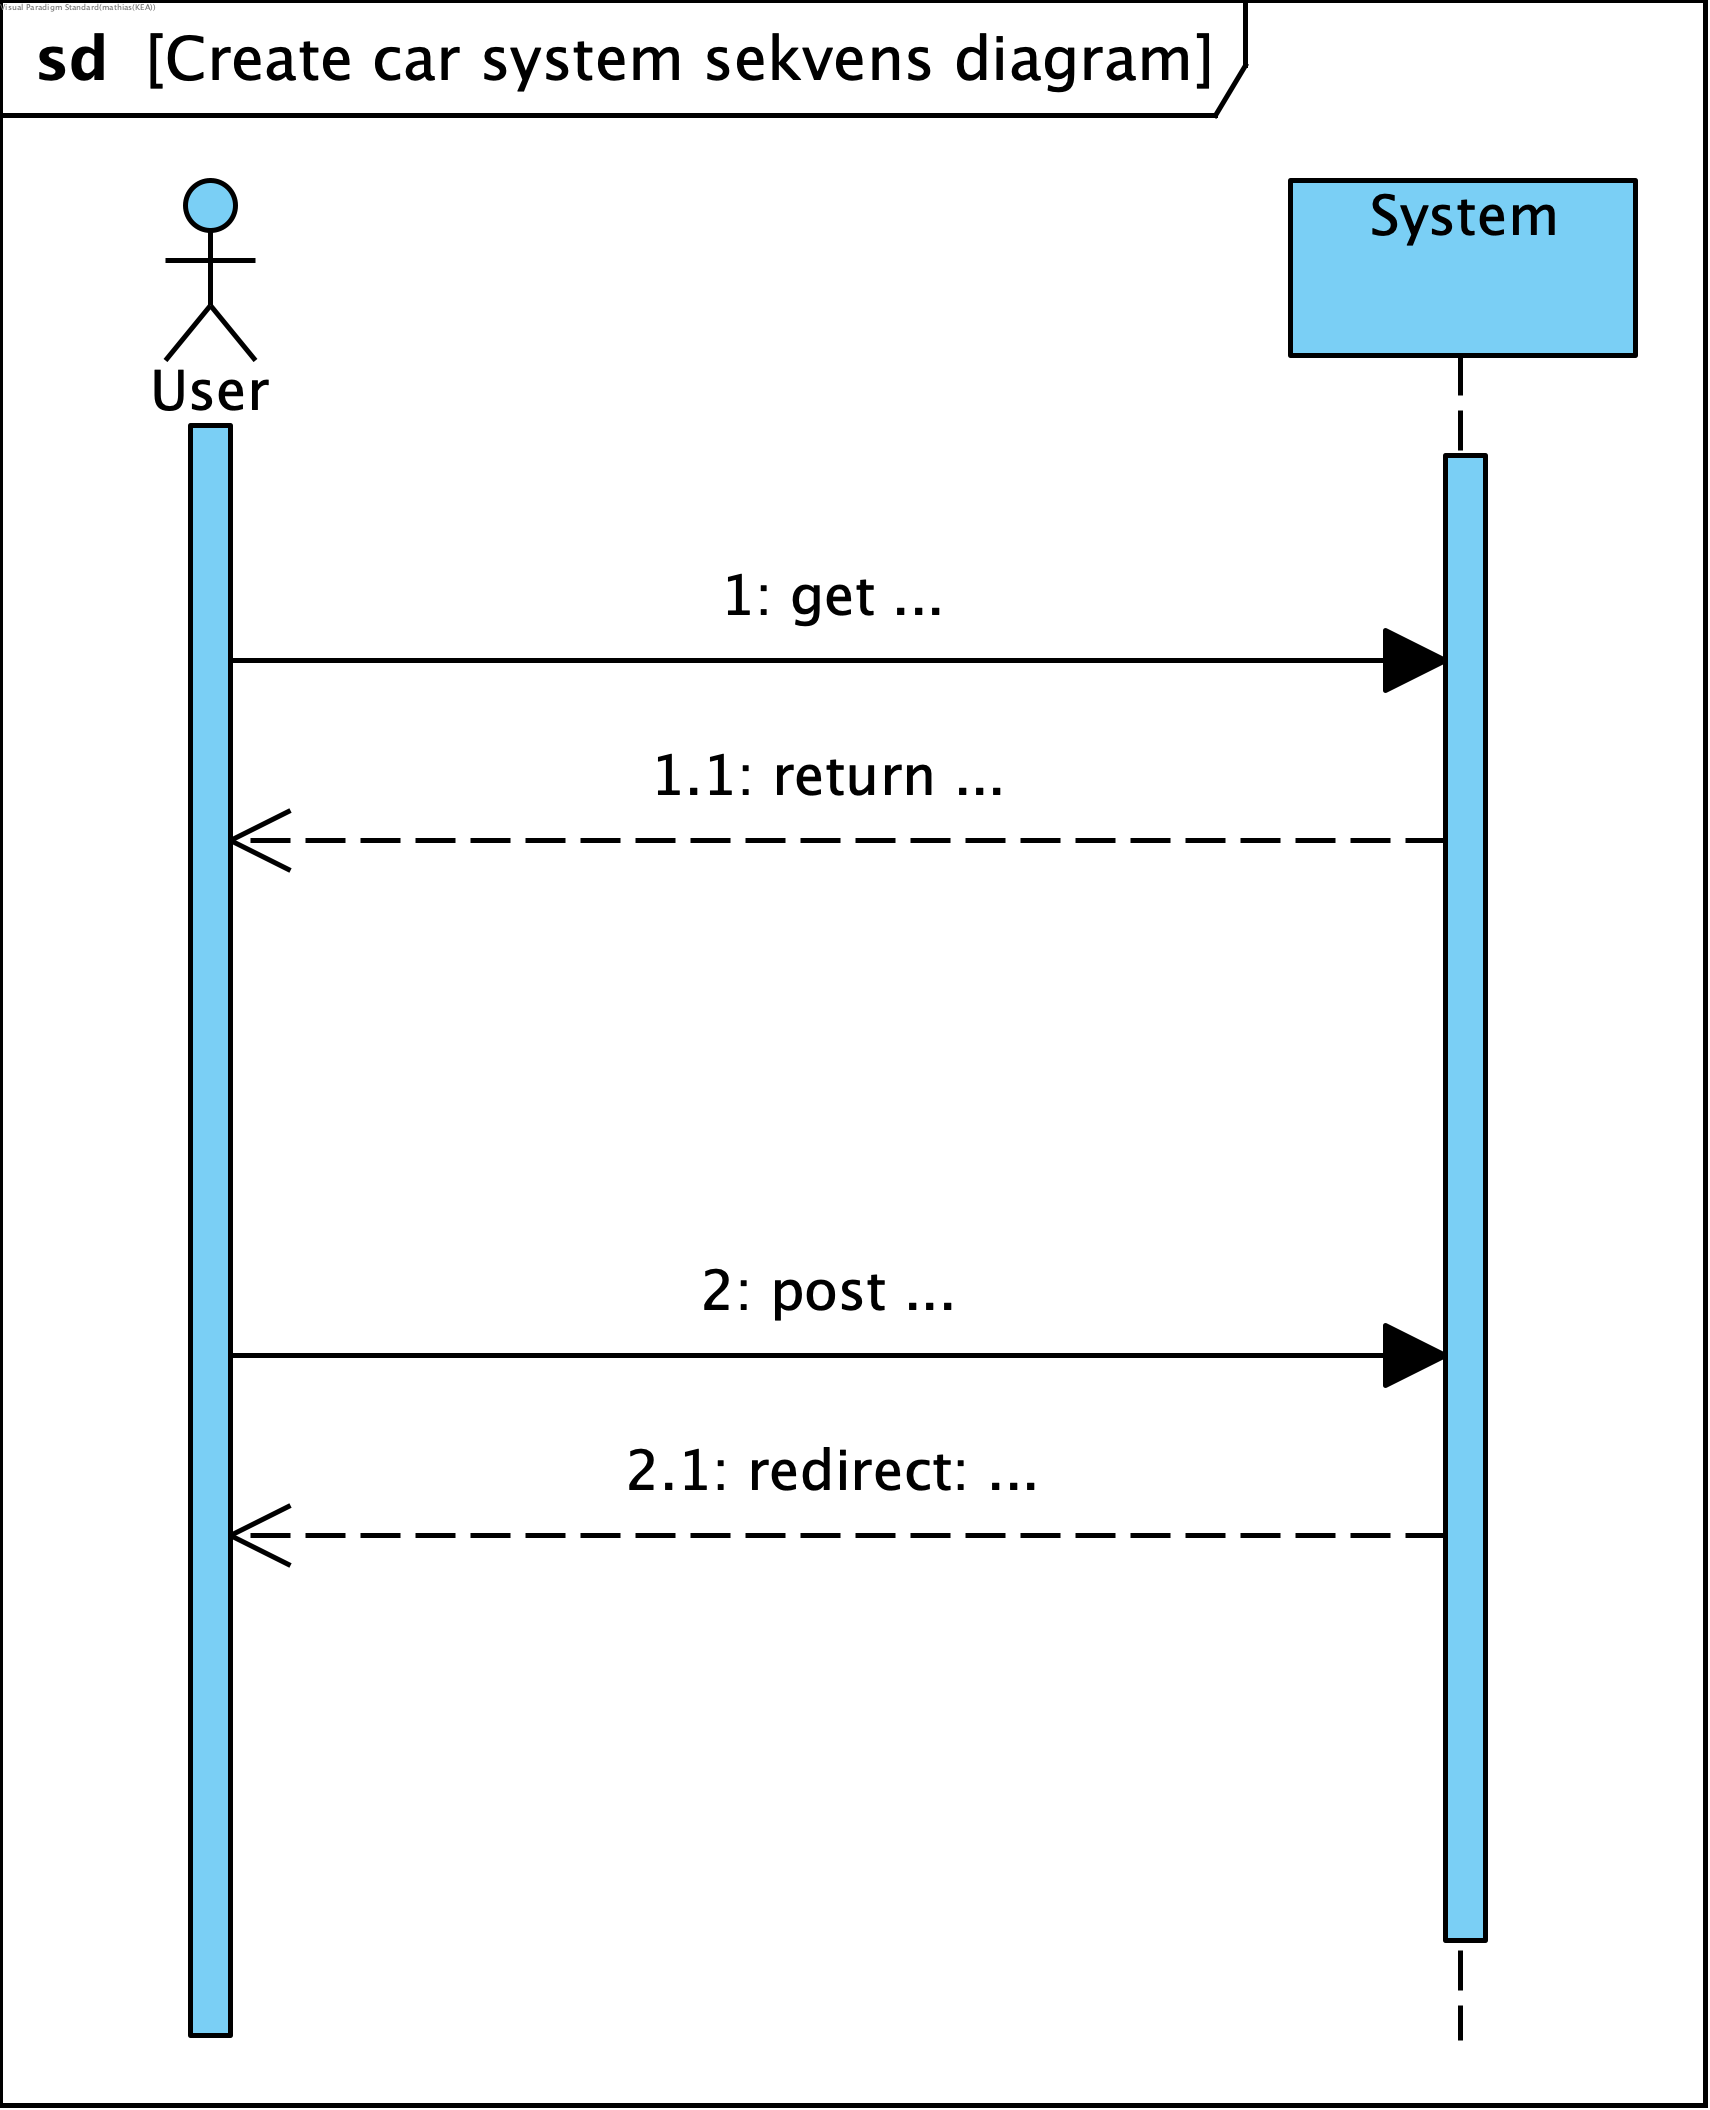 Visual Paradigm Standard(mathias(KEA))
sd [Create car system sekvens diagram]
System
User
1: get ...
1.1: return ...
2: post ...
2.1: redirect: ...